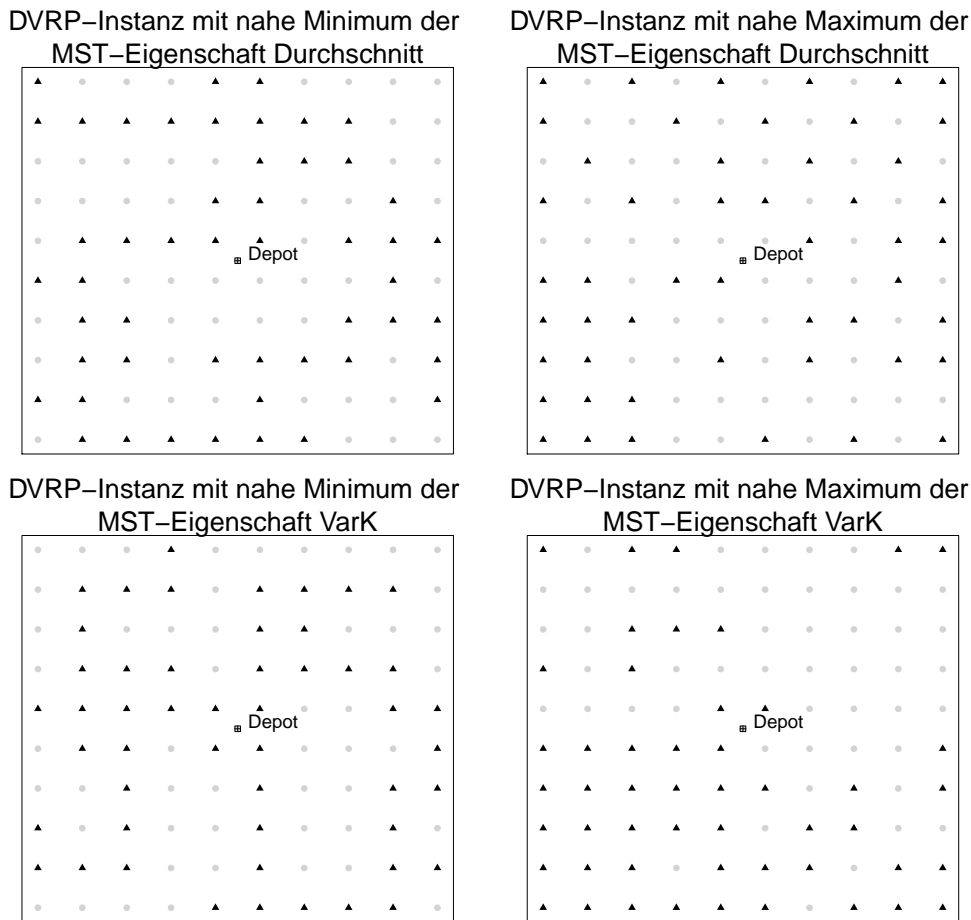 DVRP–Instanz mit nahe Minimum der
MST–Eigenschaft Durchschnitt
Depot
DVRP–Instanz mit nahe Maximum der
MST–Eigenschaft Durchschnitt
Depot
DVRP–Instanz mit nahe Minimum der
MST–Eigenschaft VarK
Depot
DVRP–Instanz mit nahe Maximum der
MST–Eigenschaft VarK
Depot